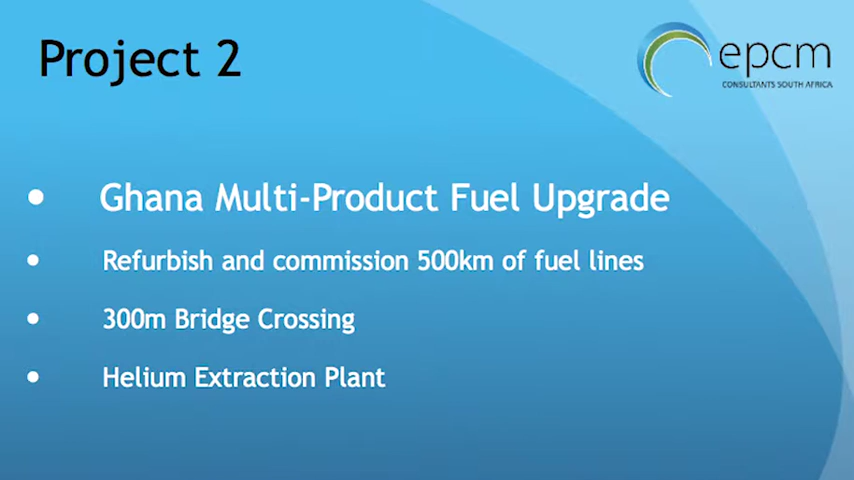 Project 2
epcm
CONSULTANTS SOUTH AFRICA
Ghana Multi-Product Fuel Upgrade
Refurbish and commission 500km of fuel lines
300m Bridge Crossing
Helium Extraction Plant